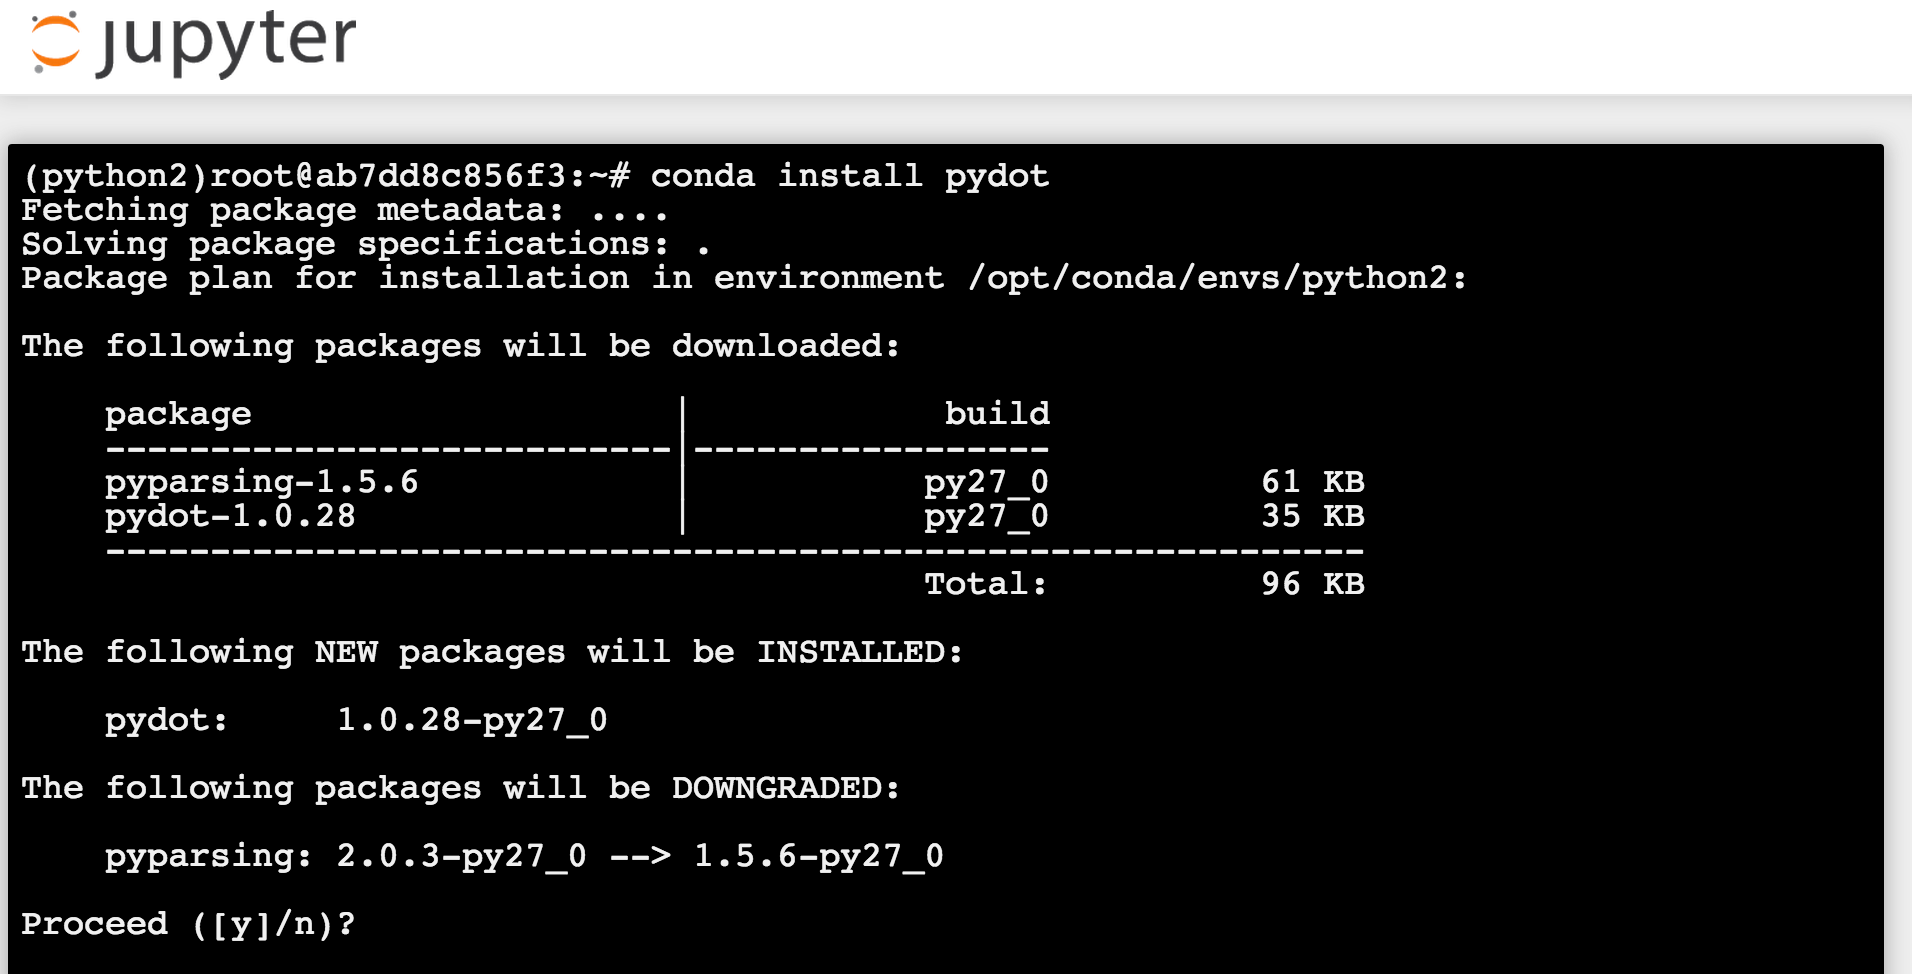 jupyter
(python2)root@ab7dd8c856f3:~# conda install pydot
Fetching package metadata: ....
Solving package specifications: .
Package plan for installation in environment /opt/conda/envs/python2:
The following packages will be downloaded:
package | build
---------------------------|-----------------
pyparsing-1.5.6 | py27_0 61 KB
pydot-1.0.28 | py27_0 35 KB
------------------------------------------------------------
Total: 96 KB
The following NEW packages will be INSTALLED:
pydot: 1.0.28-py27_0
The following packages will be DOWNGRADED:
pyparsing: 2.0.3-py27_0 --> 1.5.6-py27_0
Proceed ([y]/n)?